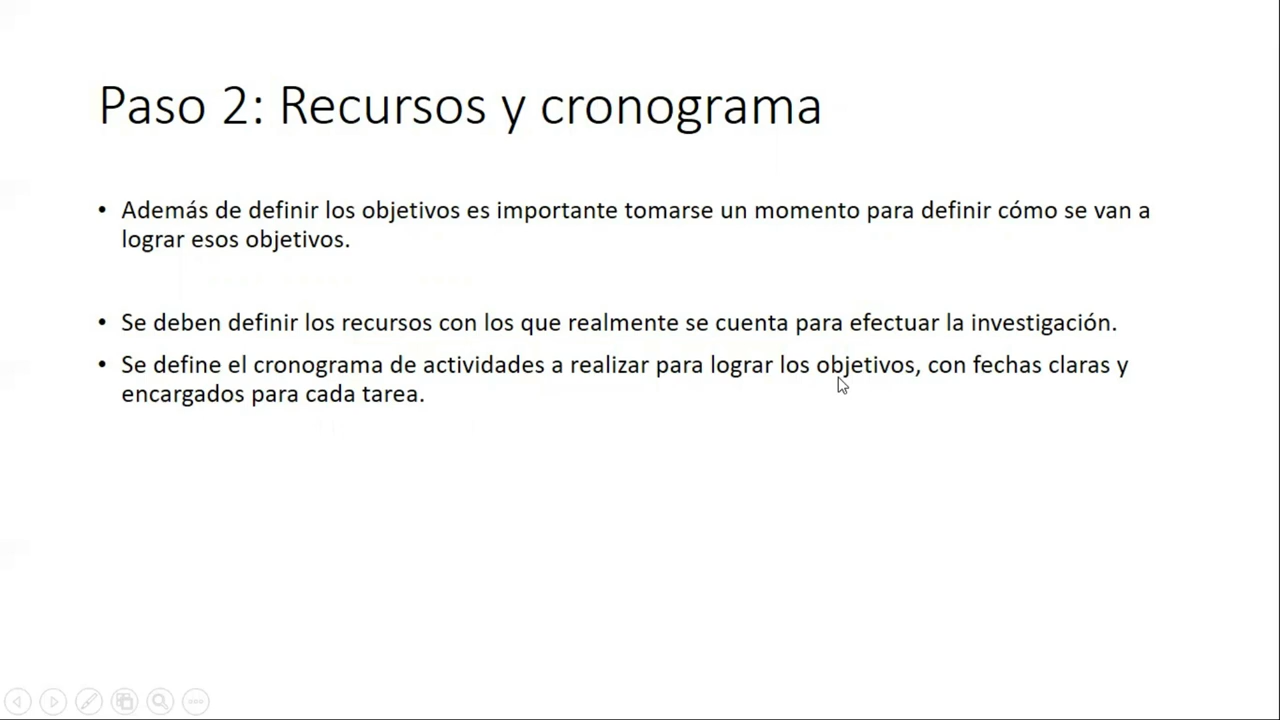 Paso 2: Recursos y cronograma
• Además de definir los objetivos es importante tomarse un momento para definir cómo se van a
lograr esos objetivos.
• Se deben definir los recursos con los que realmente se cuenta para efectuar la investigación.
• Se define el cronograma de actividades a realizar para lograr los objetivos, con fechas claras y
encargados para cada tarea.